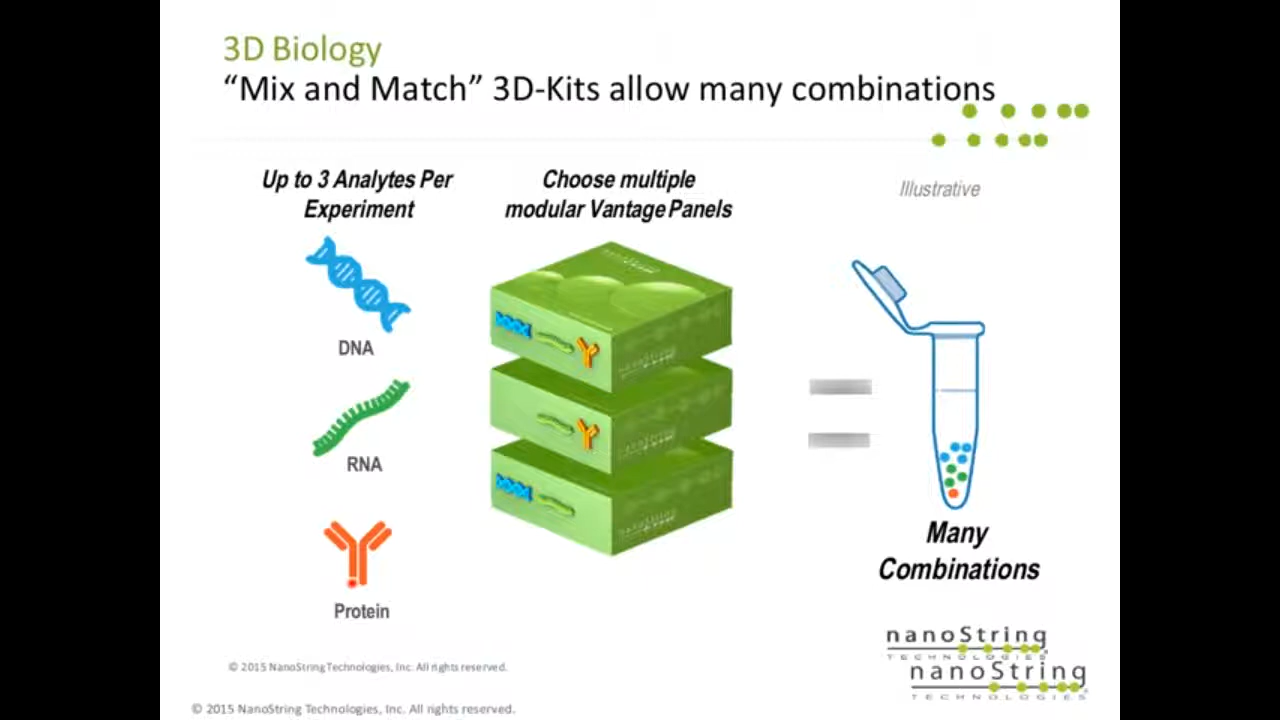 3D Biology
“Mix and Match” 3D-Kits allow many combinations
Up to 3 Analytes Per
Experiment
Choose multiple
modular Vantage Panels
Illustrative
DNA
RNA
Protein
Many
Combinations
nanoString
TECHNOLOGIES
nanoString
TECHNOLOGIES
© 2015 NanoString Technologies, Inc. All rights reserved.
© 2015 NanoString Technologies, Inc. All rights reserved.